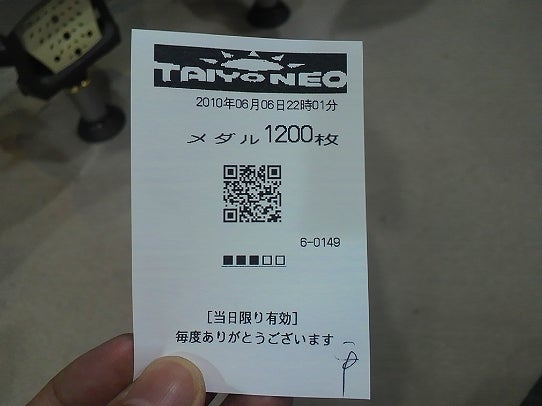 TAIYO NEO
2010年06月06日22時01分
メダル1200枚
6-0149
■■■□□
[当日限り有効]
毎度ありがとうございます